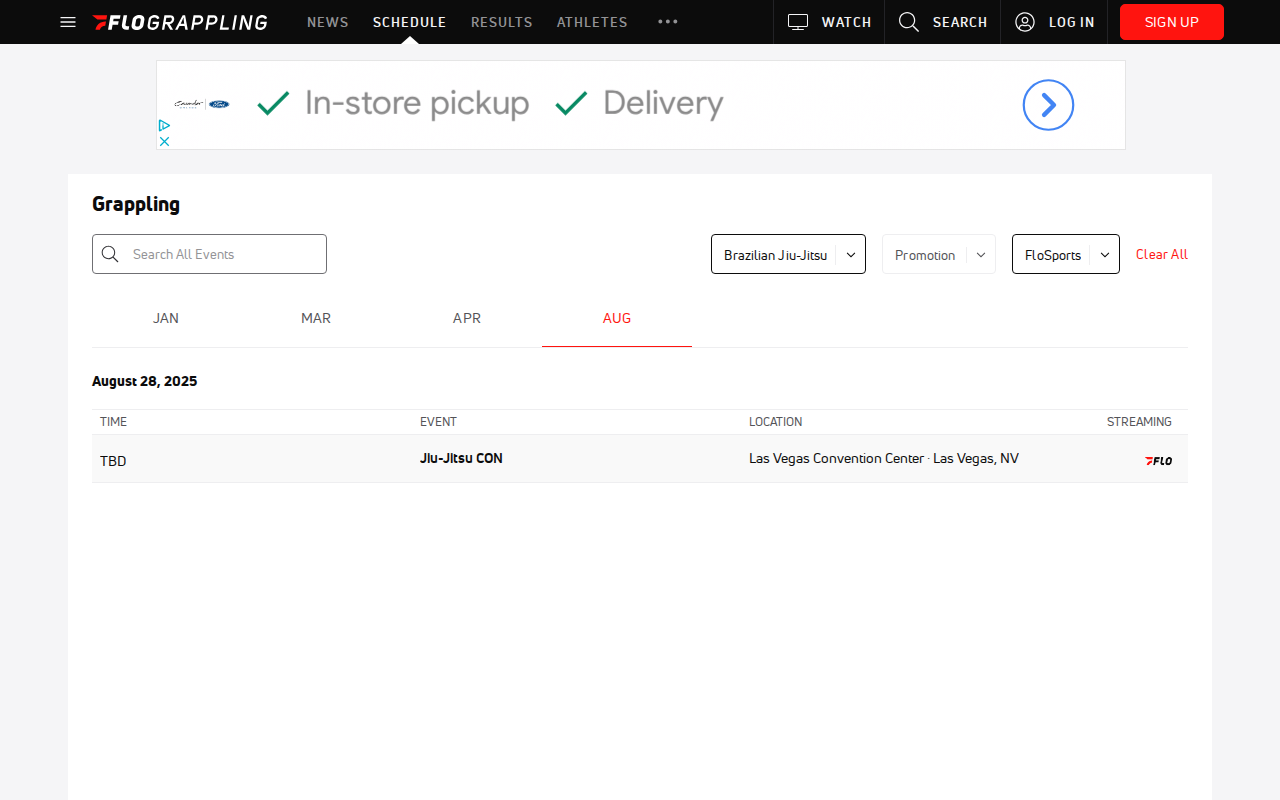 FLOGRAPPLING NEWS SCHEDULE RESULTS ATHLETES WATCH SEARCH LOG IN SIGN UP
In-store pickup Delivery
Grappling
Search All Events Brazilian Jiu-Jitsu Promotion FloSports Clear All
JAN MAR APR AUG
August 28, 2025
TIME EVENT LOCATION STREAMING
TBD Jiu-Jitsu CON Las Vegas Convention Center · Las Vegas, NV FLO